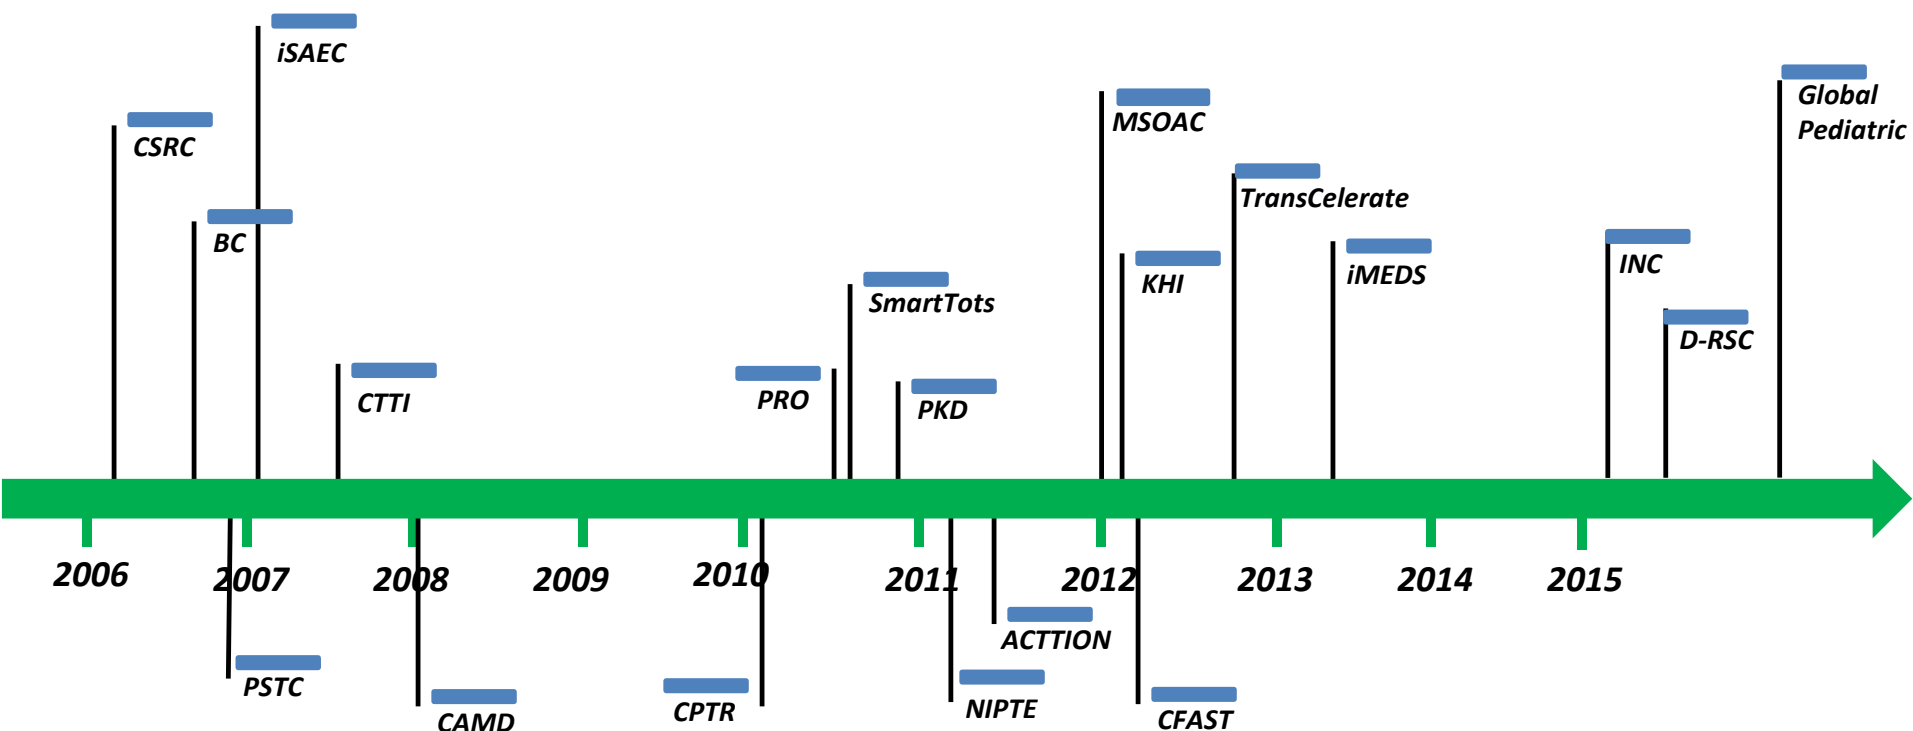 iSAEC
CSRC
BC
CTTI
SmartTots
PRO
PKD
MSOAC
KHI
TransCelerate
iMEDS
INC
D-RSC
Global
Pediatric
2006
2007
2008
2009
2010
2011
2012
2013
2014
2015
PSTC
CAMD
CPTR
NIPTE
ACTTION
CFAST